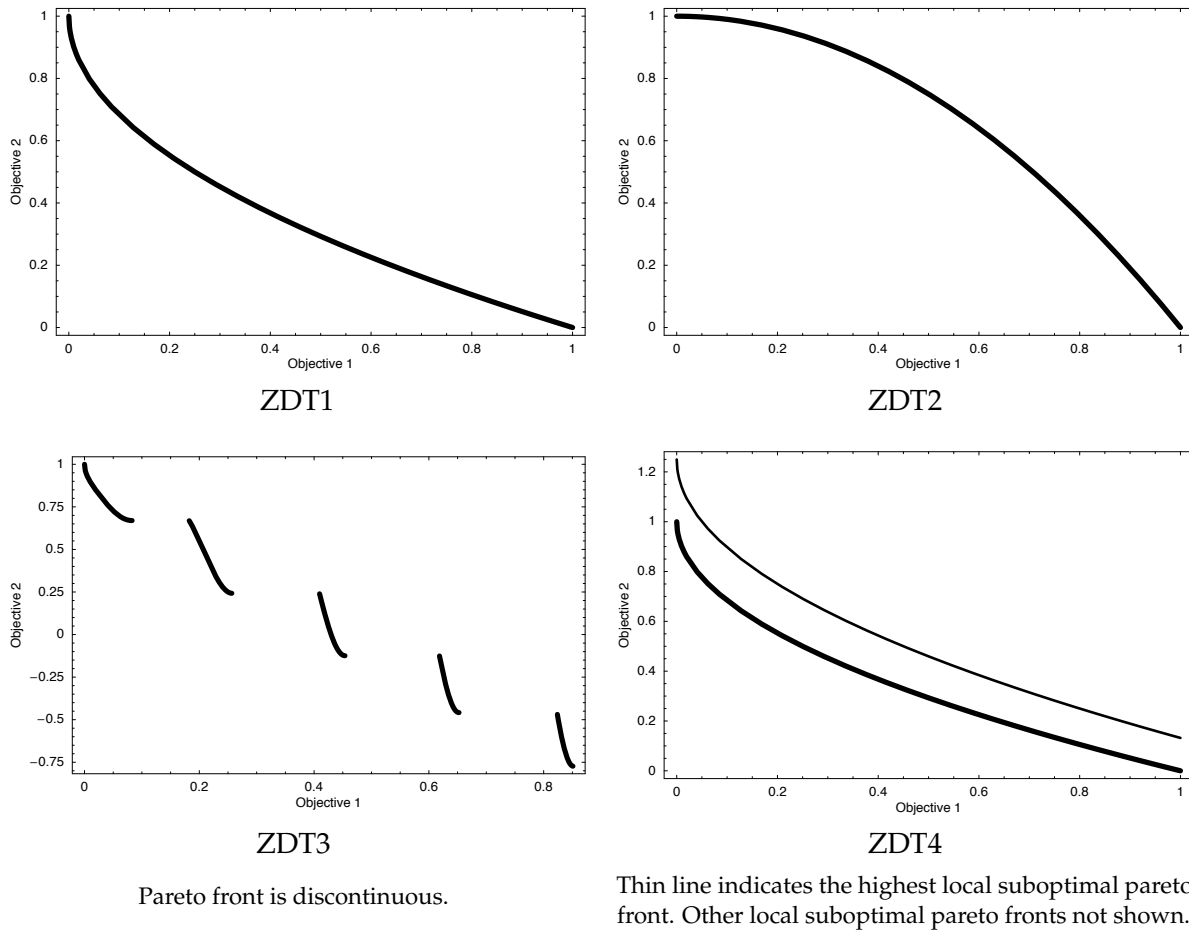 1
0.8
0.6
0.4
0.2
0
Objective 2
0 0.2 0.4 0.6 0.8 1
Objective 1
ZDT1
1
0.8
0.6
0.4
0.2
0
Objective 2
0 0.2 0.4 0.6 0.8 1
Objective 1
ZDT2
1
0.75
0.5
0.25
0
−0.25
−0.5
−0.75
Objective 2
0 0.2 0.4 0.6 0.8
Objective 1
ZDT3
Pareto front is discontinuous.
1.2
1
0.8
0.6
0.4
0.2
0
Objective 2
0 0.2 0.4 0.6 0.8 1
Objective 1
ZDT4
Thin line indicates the highest local suboptimal pareto
front. Other local suboptimal pareto fronts not shown.